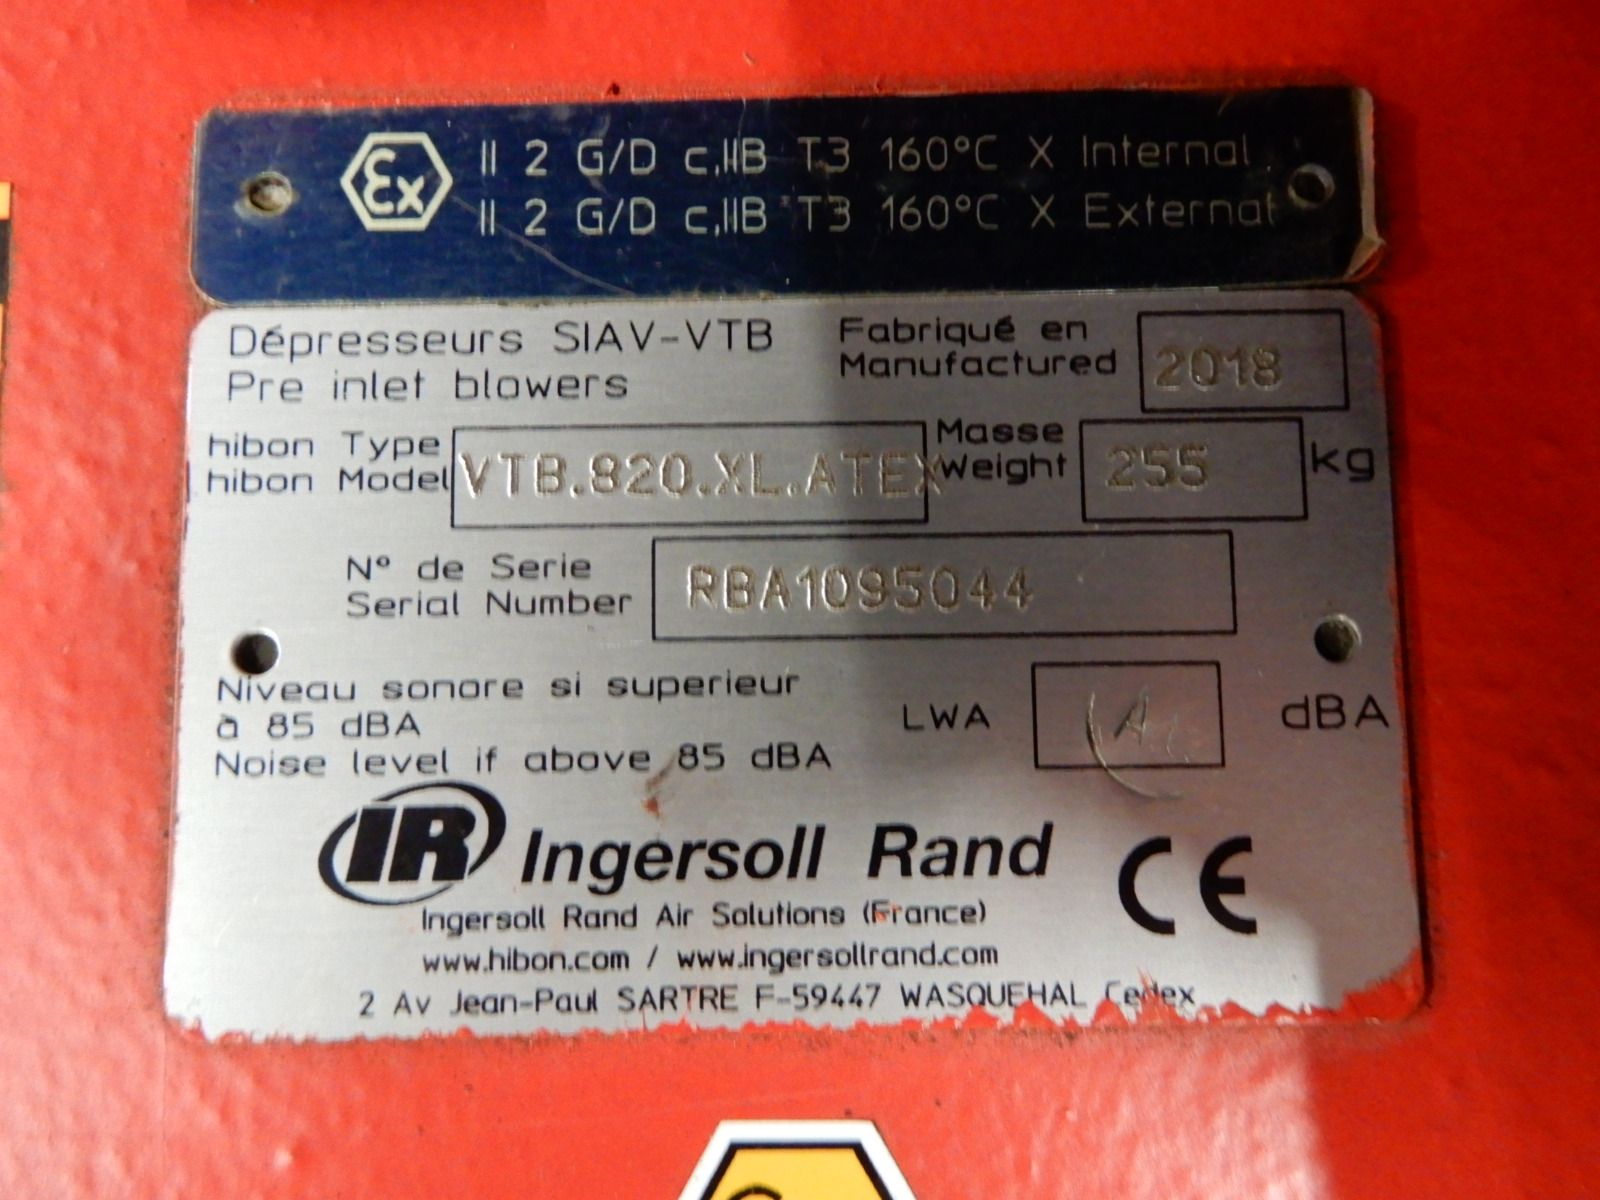 Ex II 2 G/D c,IIB T3 160°C X Internal
II 2 G/D c,IIB T3 160°C X External
Dépresseurs SIAV-VTB
Pre inlet blowers
Fabriqué en
Manufactured
2018
hibon Type
hibon Model
VTB.820.XL.ATEX
Masse
Weight
255
kg
N° de Serie
Serial Number
RBA1095044
Niveau sonore si superieur
à 85 dBA
Noise level if above 85 dBA
LWA
dBA
IR Ingersoll Rand
CE
Ingersoll Rand Air Solutions (France)
www.hibon.com / www.ingersollrand.com
2 Av Jean-Paul SARTRE F-59447 WASQUEHAL Cedex